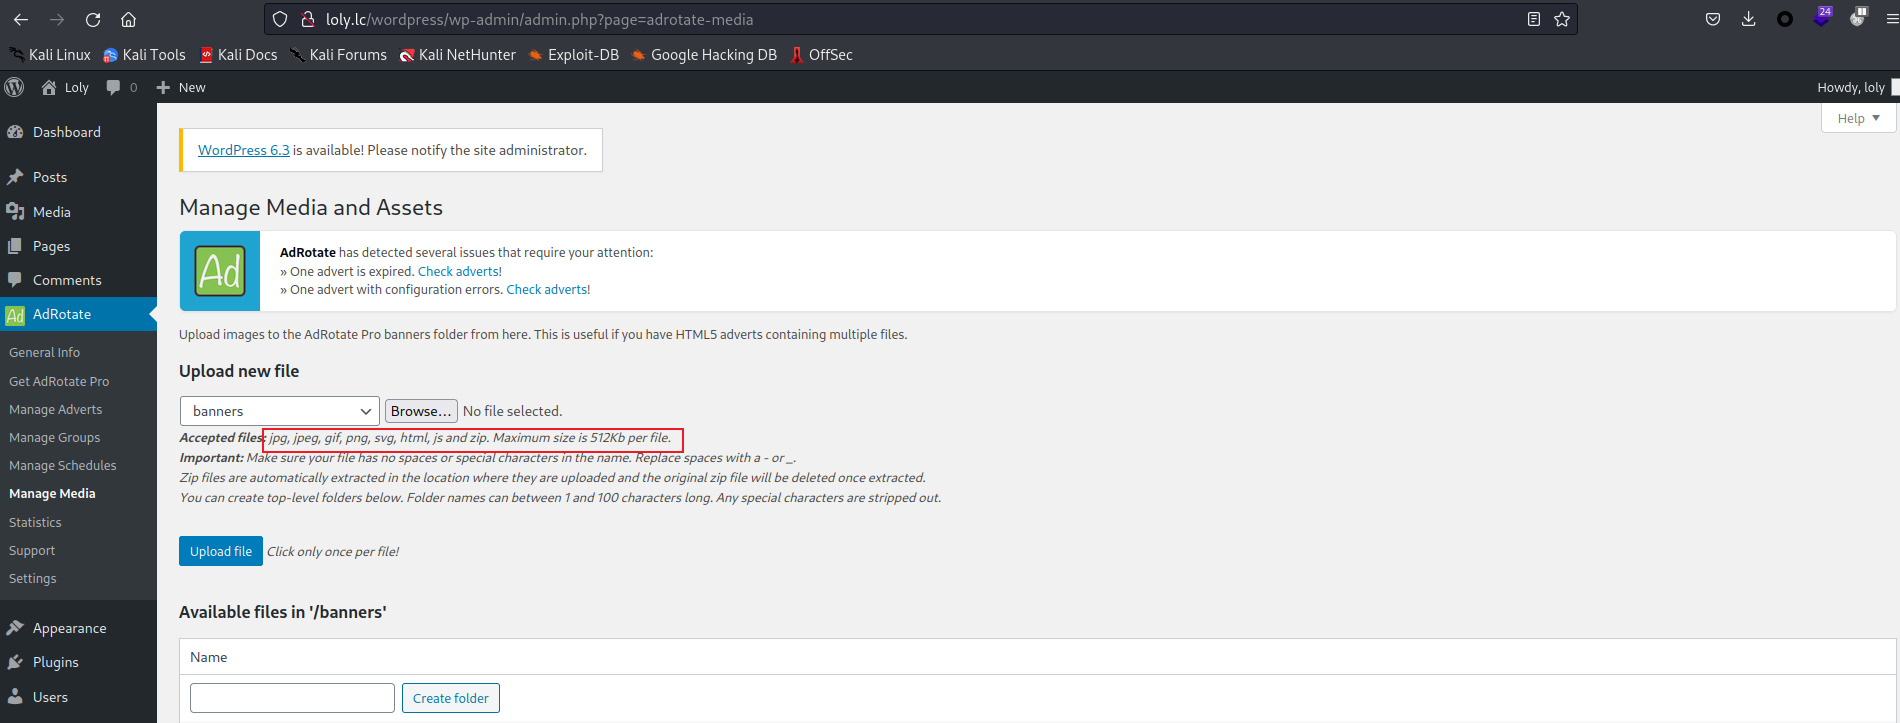 loly.lc/wordpress/wp-admin/admin.php?page=adrotate-media
24
Kali Linux Kali Tools Kali Docs Kali Forums Kali NetHunter Exploit-DB Google Hacking DB OffSec
Loly 0 New Howdy, loly
Help
Dashboard
Posts
Media
Pages
Comments
Ad AdRotate
General Info
Get AdRotate Pro
Manage Adverts
Manage Groups
Manage Schedules
Manage Media
Statistics
Support
Settings
Appearance
Plugins
Users
WordPress 6.3 is available! Please notify the site administrator.
Manage Media and Assets
Ad
AdRotate has detected several issues that require your attention:
» One advert is expired. Check adverts!
» One advert with configuration errors. Check adverts!
Upload images to the AdRotate Pro banners folder from here. This is useful if you have HTML5 adverts containing multiple files.
Upload new file
banners Browse... No file selected.
Accepted files: jpg, jpeg, gif, png, svg, html, js and zip. Maximum size is 512Kb per file.
Important: Make sure your file has no spaces or special characters in the name. Replace spaces with a - or _.
Zip files are automatically extracted in the location where they are uploaded and the original zip file will be deleted once extracted.
You can create top-level folders below. Folder names can between 1 and 100 characters long. Any special characters are stripped out.
Upload file Click only once per file!
Available files in '/banners'
Name
Create folder